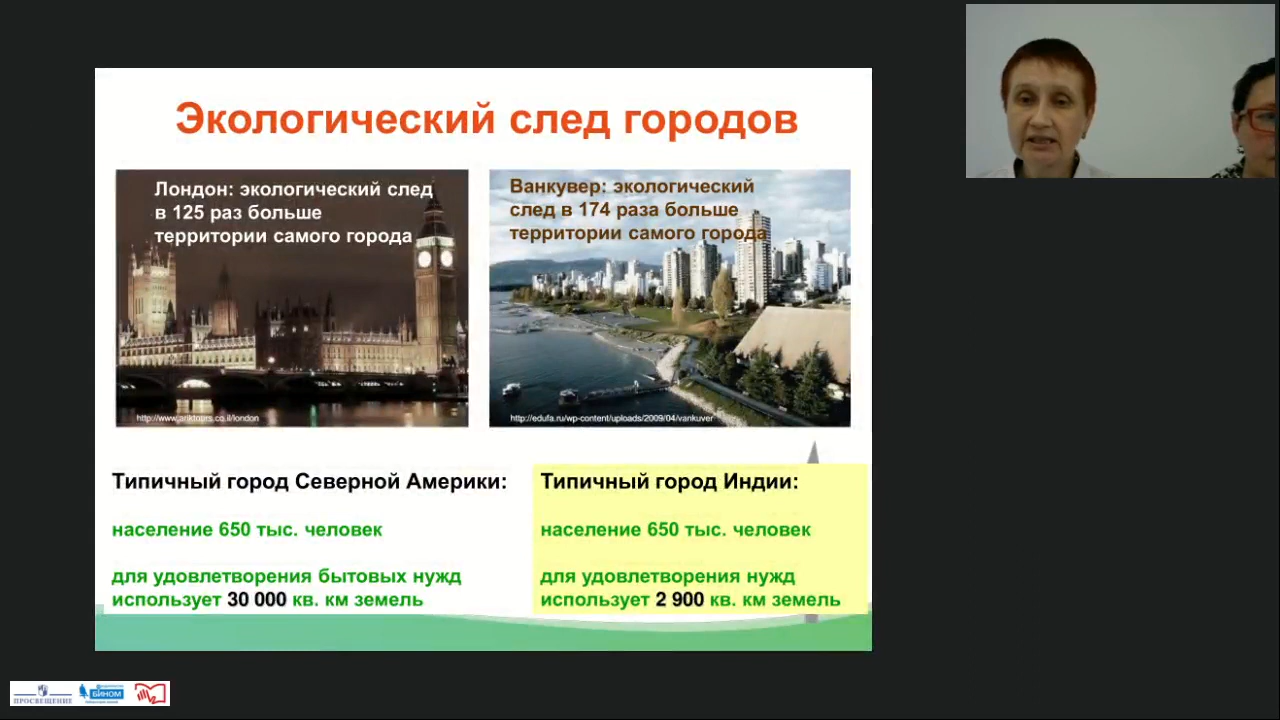 Экологический след городов
Лондон: экологический след
в 125 раз больше
территории самого города
http://www.ariktours.co.il/london
Ванкувер: экологический
след в 174 раза больше
территории самого города
http://edufa.ru/wp-content/uploads/2009/04/vankuver
Типичный город Северной Америки:
население 650 тыс. человек
для удовлетворения бытовых нужд
использует 30 000 кв. км земель
Типичный город Индии:
население 650 тыс. человек
для удовлетворения нужд
использует 2 900 кв. км земель
ПРОСВЕЩЕНИЕ
БИНОМ